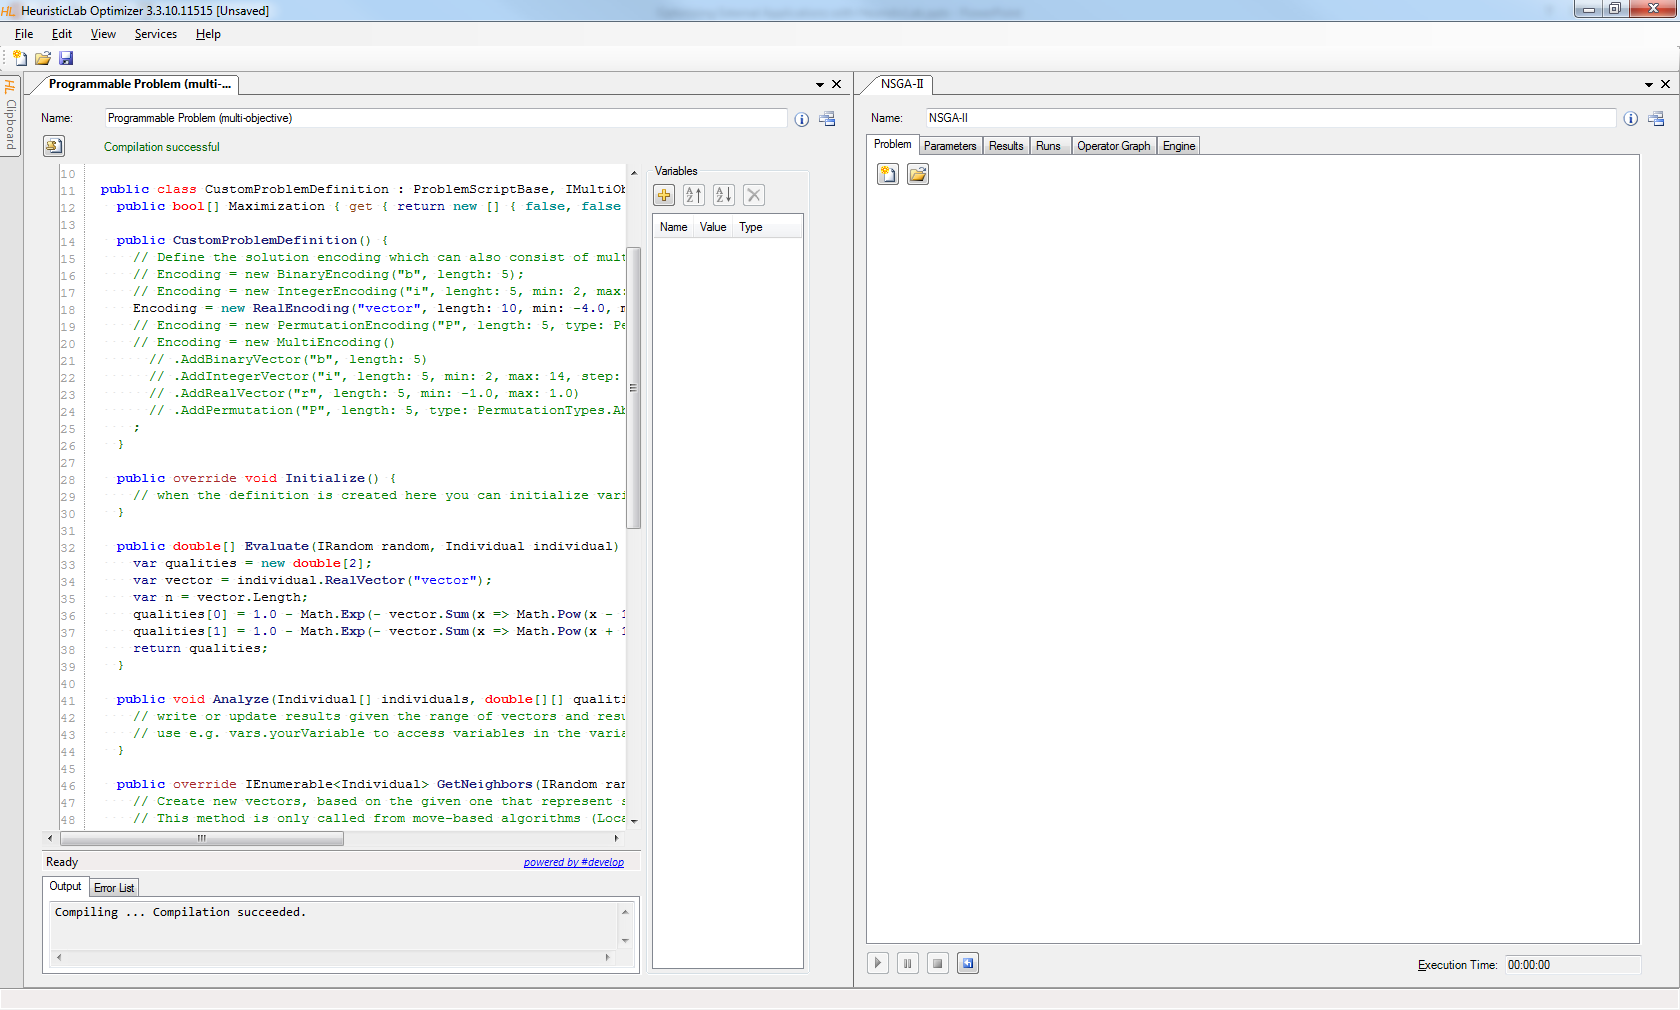 HL HeuristicLab Optimizer 3.3.10.11515 [Unsaved]
File Edit View Services Help
HL Clipboard
Programmable Problem (multi-...
Name: Programmable Problem (multi-objective)
Compilation successful
10
11 public class CustomProblemDefinition : ProblemScriptBase, IMultiOb
12 public bool[] Maximization { get { return new [] { false, false
13
14 public CustomProblemDefinition() {
15 // Define the solution encoding which can also consist of mult
16 // Encoding = new BinaryEncoding("b", length: 5);
17 // Encoding = new IntegerEncoding("i", lenght: 5, min: 2, max:
18 Encoding = new RealEncoding("vector", length: 10, min: -4.0, m
19 // Encoding = new PermutationEncoding("P", length: 5, type: Pe
20 // Encoding = new MultiEncoding()
21 // .AddBinaryVector("b", length: 5)
22 // .AddIntegerVector("i", length: 5, min: 2, max: 14, step:
23 // .AddRealVector("r", length: 5, min: -1.0, max: 1.0)
24 // .AddPermutation("P", length: 5, type: PermutationTypes.Ab
25 ;
26 }
27
28 public override void Initialize() {
29 // when the definition is created here you can initialize vari
30 }
31
32 public double[] Evaluate(IRandom random, Individual individual)
33 var qualities = new double[2];
34 var vector = individual.RealVector("vector");
35 var n = vector.Length;
36 qualities[0] = 1.0 - Math.Exp(- vector.Sum(x => Math.Pow(x - 1
37 qualities[1] = 1.0 - Math.Exp(- vector.Sum(x => Math.Pow(x + 1
38 return qualities;
39 }
40
41 public void Analyze(Individual[] individuals, double[][] qualiti
42 // write or update results given the range of vectors and resu
43 // use e.g. vars.yourVariable to access variables in the varia
44 }
45
46 public override IEnumerable<Individual> GetNeighbors(IRandom ran
47 // Create new vectors, based on the given one that represent s
48 // This method is only called from move-based algorithms (Loca
Ready powered by #develop
Output Error List
Compiling ... Compilation succeeded.
Variables
Name Value Type
NSGA-II
Name: NSGA-II
Problem Parameters Results Runs Operator Graph Engine
Execution Time: 00:00:00